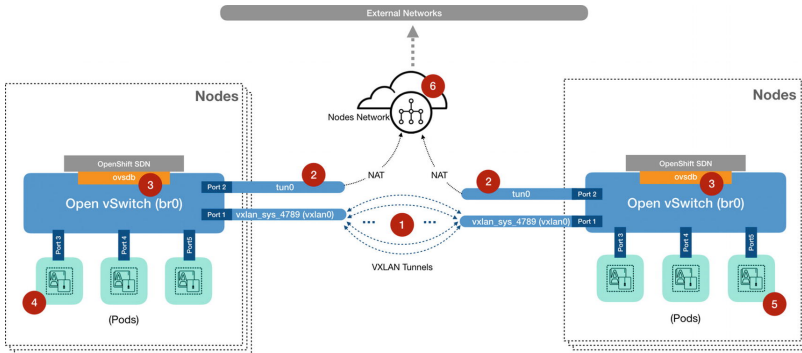 External Networks
6
Nodes Network
Nodes
OpenShift SDN
ovsdb
3
Open vSwitch (br0)
Port 2
tun0
2
NAT
Port 1
vxlan_sys_4789 (vxlan0)
Port 3
Port 4
Port5
4
(Pods)
...
1
...
VXLAN Tunnels
Nodes
OpenShift SDN
ovsdb
3
Open vSwitch (br0)
NAT
2
tun0
Port 2
vxlan_sys_4789 (vxlan0)
Port 1
Port 3
Port 4
Port5
5
(Pods)